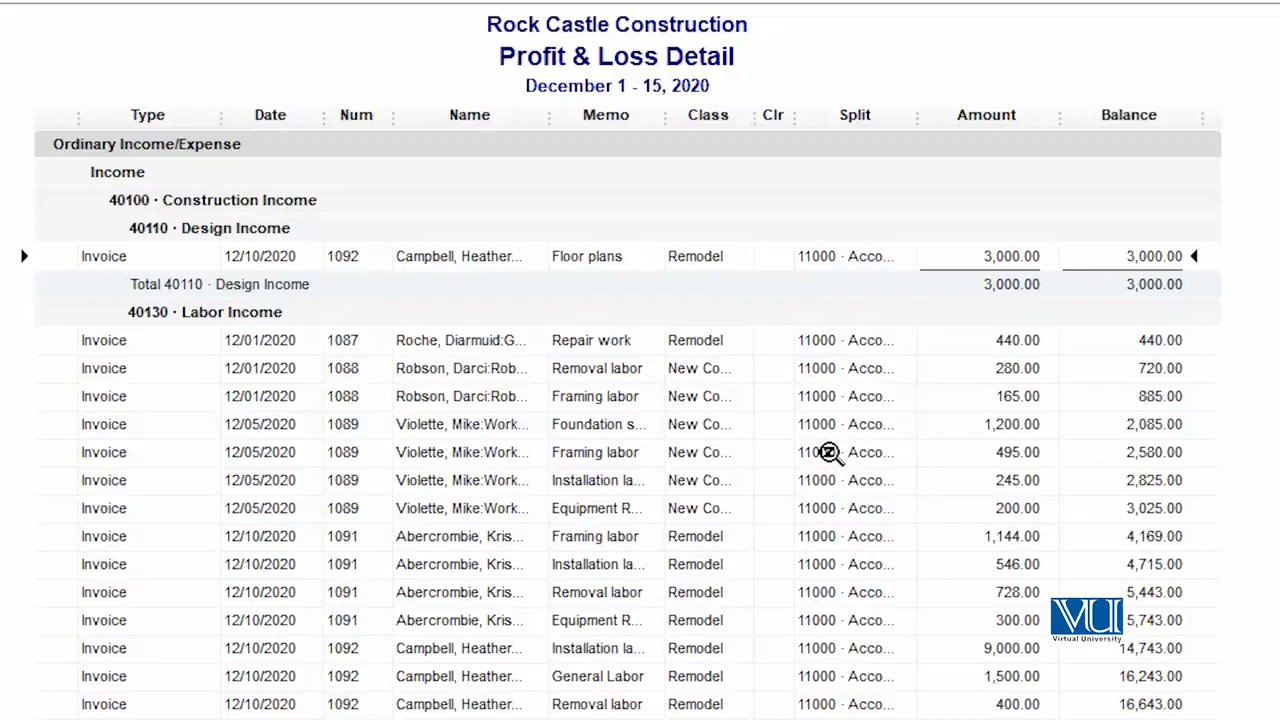 Rock Castle Construction
Profit & Loss Detail
December 1 - 15, 2020
Type Date Num Name Memo Class Clr Split Amount Balance
Ordinary Income/Expense
Income
40100 · Construction Income
40110 · Design Income
Invoice 12/10/2020 1092 Campbell, Heather... Floor plans Remodel 11000 · Acco... 3,000.00 3,000.00
Total 40110 · Design Income 3,000.00 3,000.00
40130 · Labor Income
Invoice 12/01/2020 1087 Roche, Diarmuid:G... Repair work Remodel 11000 · Acco... 440.00 440.00
Invoice 12/01/2020 1088 Robson, Darci:Rob... Removal labor New Co... 11000 · Acco... 280.00 720.00
Invoice 12/01/2020 1088 Robson, Darci:Rob... Framing labor New Co... 11000 · Acco... 165.00 885.00
Invoice 12/05/2020 1089 Violette, Mike:Work... Foundation s... New Co... 11000 · Acco... 1,200.00 2,085.00
Invoice 12/05/2020 1089 Violette, Mike:Work... Framing labor New Co... Acco... 495.00 2,580.00
Invoice 12/05/2020 1089 Violette, Mike:Work... Installation la... New Co... 11000 · Acco... 245.00 2,825.00
Invoice 12/05/2020 1089 Violette, Mike:Work... Equipment R... New Co... 11000 · Acco... 200.00 3,025.00
Invoice 12/10/2020 1091 Abercrombie, Kris... Framing labor Remodel 11000 · Acco... 1,144.00 4,169.00
Invoice 12/10/2020 1091 Abercrombie, Kris... Installation la... Remodel 11000 · Acco... 546.00 4,715.00
Invoice 12/10/2020 1091 Abercrombie, Kris... Removal labor Remodel 11000 · Acco... 728.00 5,443.00
Invoice 12/10/2020 1091 Abercrombie, Kris... Equipment R... Remodel 11000 · Acco... 300.00 5,743.00
VU
Virtual University
Invoice 12/10/2020 1092 Campbell, Heather... Installation la... Remodel 11000 · Acco... 9,000.00 14,743.00
Invoice 12/10/2020 1092 Campbell, Heather... General Labor Remodel 11000 · Acco... 1,500.00 16,243.00
Invoice 12/10/2020 1092 Campbell, Heather... Removal labor Remodel 11000 · Acco... 400.00 16,643.00